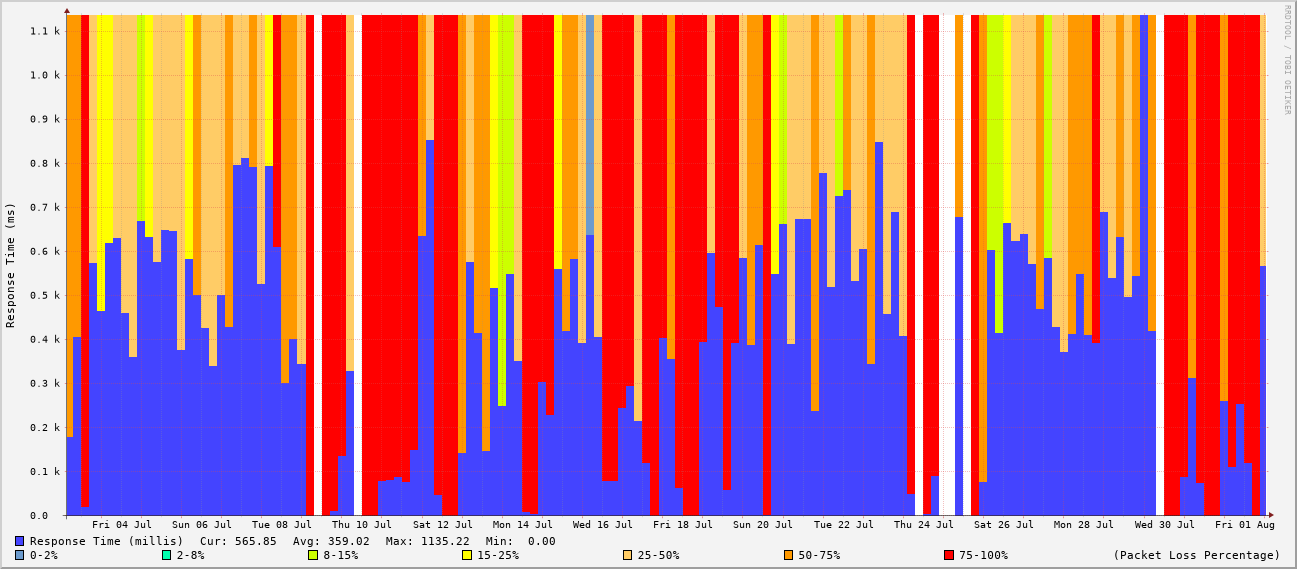 1.1 k
1.0 k
0.9 k
0.8 k
0.7 k
0.6 k
0.5 k
0.4 k
0.3 k
0.2 k
0.1 k
0.0
Response Time (ms)
RRDTOOL / TOBI OETIKER
Fri 04 Jul Sun 06 Jul Tue 08 Jul Thu 10 Jul Sat 12 Jul Mon 14 Jul Wed 16 Jul Fri 18 Jul Sun 20 Jul Tue 22 Jul Thu 24 Jul Sat 26 Jul Mon 28 Jul Wed 30 Jul Fri 01 Aug
Response Time (millis) Cur: 565.85 Avg: 359.02 Max: 1135.22 Min: 0.00
0-2% 2-8% 8-15% 15-25% 25-50% 50-75% 75-100% (Packet Loss Percentage)